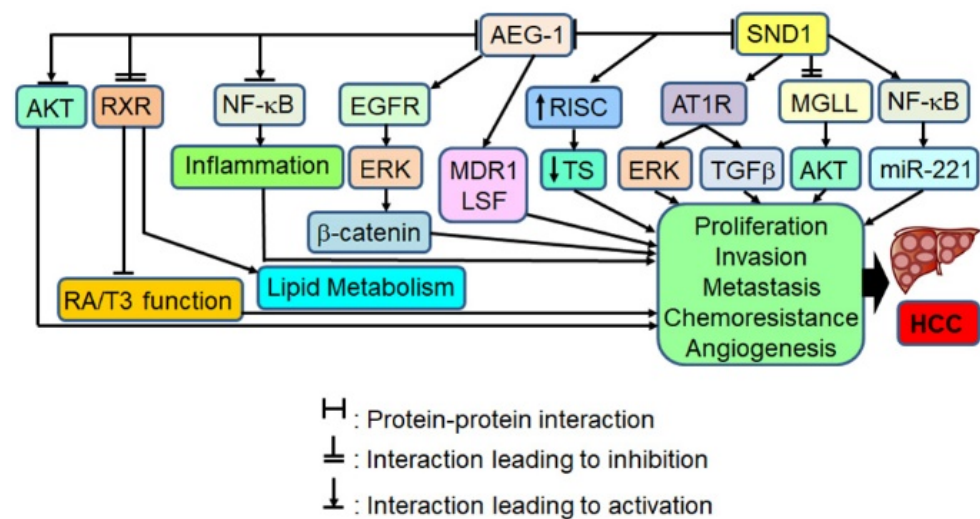 AEG-1
SND1
AKT
RXR
NF-κB
EGFR
↑RISC
AT1R
MGLL
NF-κB
Inflammation
ERK
MDR1
LSF
↓TS
ERK
TGFβ
AKT
miR-221
β-catenin
Proliferation
Invasion
Metastasis
Chemoresistance
Angiogenesis
RA/T3 function
Lipid Metabolism
HCC
: Protein-protein interaction
: Interaction leading to inhibition
: Interaction leading to activation